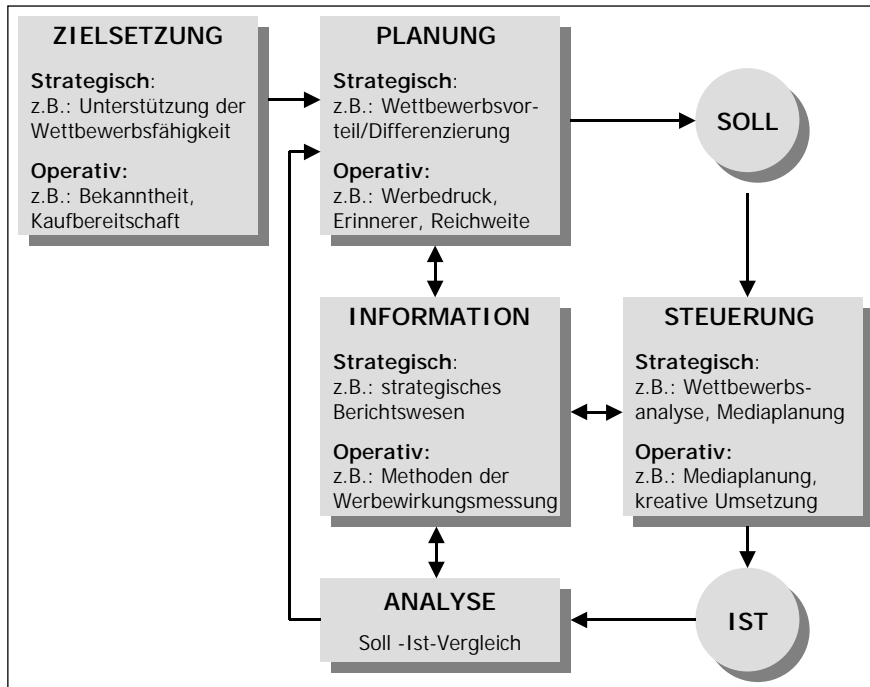 ZIELSETZUNG
Strategisch:
z.B.: Unterstützung der
Wettbewerbsfähigkeit
Operativ:
z.B.: Bekanntheit,
Kaufbereitschaft
PLANUNG
Strategisch:
z.B.: Wettbewerbsvor-
teil/Differenzierung
Operativ:
z.B.: Werbedruck,
Erinnerer, Reichweite
SOLL
INFORMATION
Strategisch:
z.B.: strategisches
Berichtswesen
Operativ:
z.B.: Methoden der
Werbewirkungsmessung
STEUERUNG
Strategisch:
z.B.: Wettbewerbs-
analyse, Mediaplanung
Operativ:
z.B.: Mediaplanung,
kreative Umsetzung
ANALYSE
Soll -Ist-Vergleich
IST